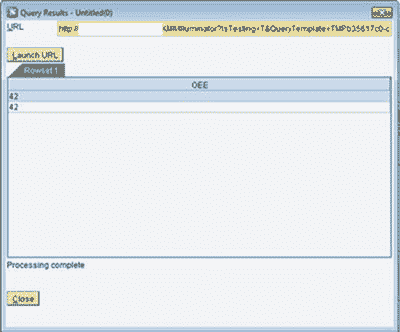 Query Results - Untitled(0)
URL
http://
Launch URL
Rowset 1
OEE
42
42
Processing complete
Close